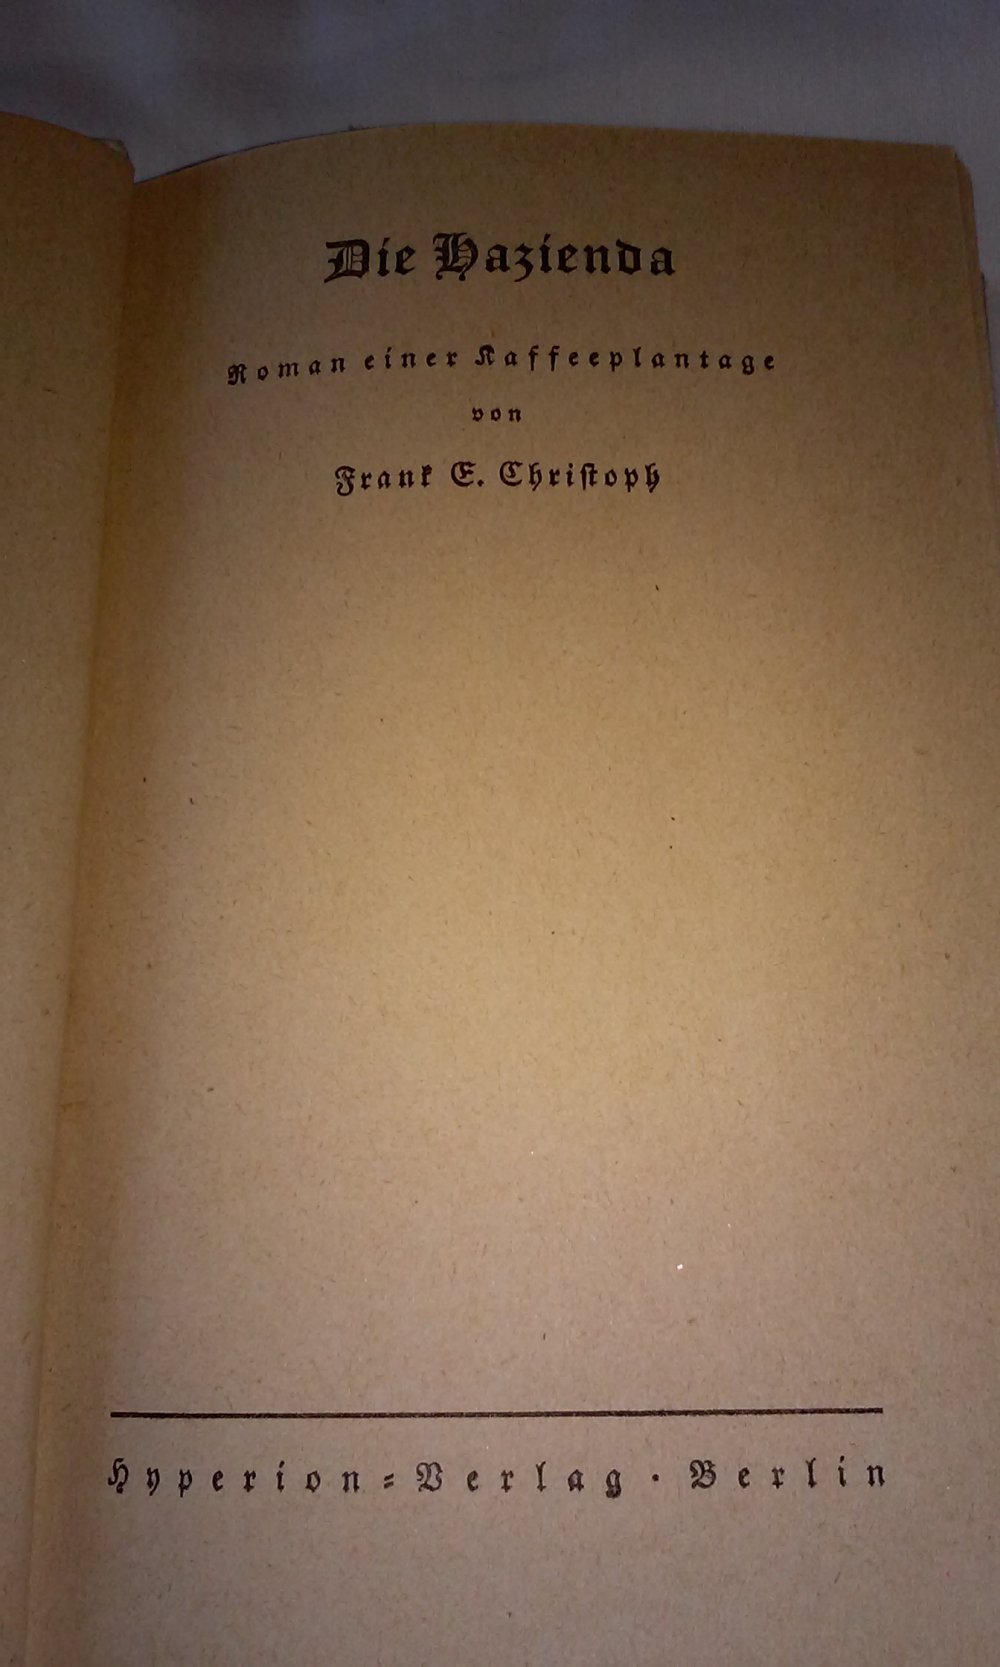 Die Hazienda
Roman einer Kaffeeplantage
von
Frank E. Chriſtoph
Hyperion-Verlag · Berlin